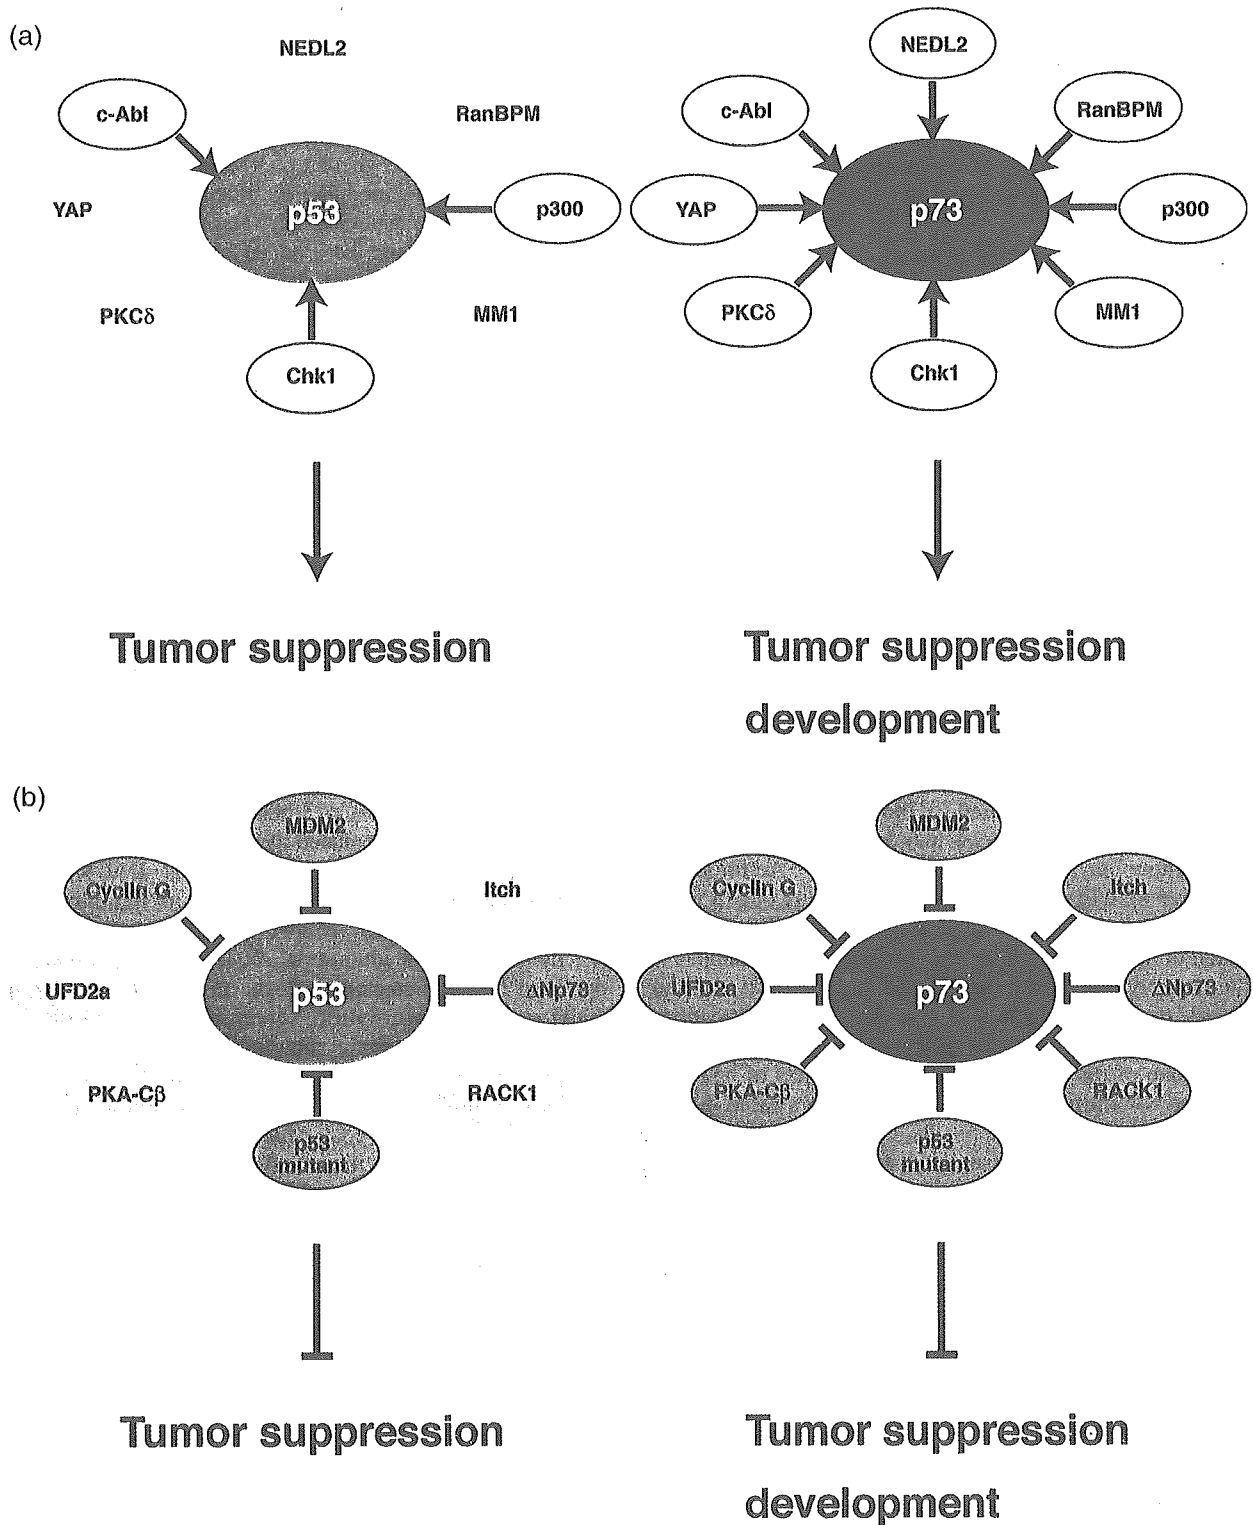 (a)
NEDL2
c-Abl
RanBPM
YAP
p53
p300
PKCδ
MM1
Chk1
Tumor suppression
NEDL2
c-Abl
RanBPM
YAP
p73
p300
PKCδ
MM1
Chk1
Tumor suppression
development
(b)
MDM2
Cyclin G
Itch
UFD2a
p53
ΔNp73
PKA-Cβ
RACK1
p53
mutant
Tumor suppression
MDM2
Cyclin G
Itch
UFD2a
p73
ΔNp73
PKA-Cβ
RACK1
p53
mutant
Tumor suppression
development